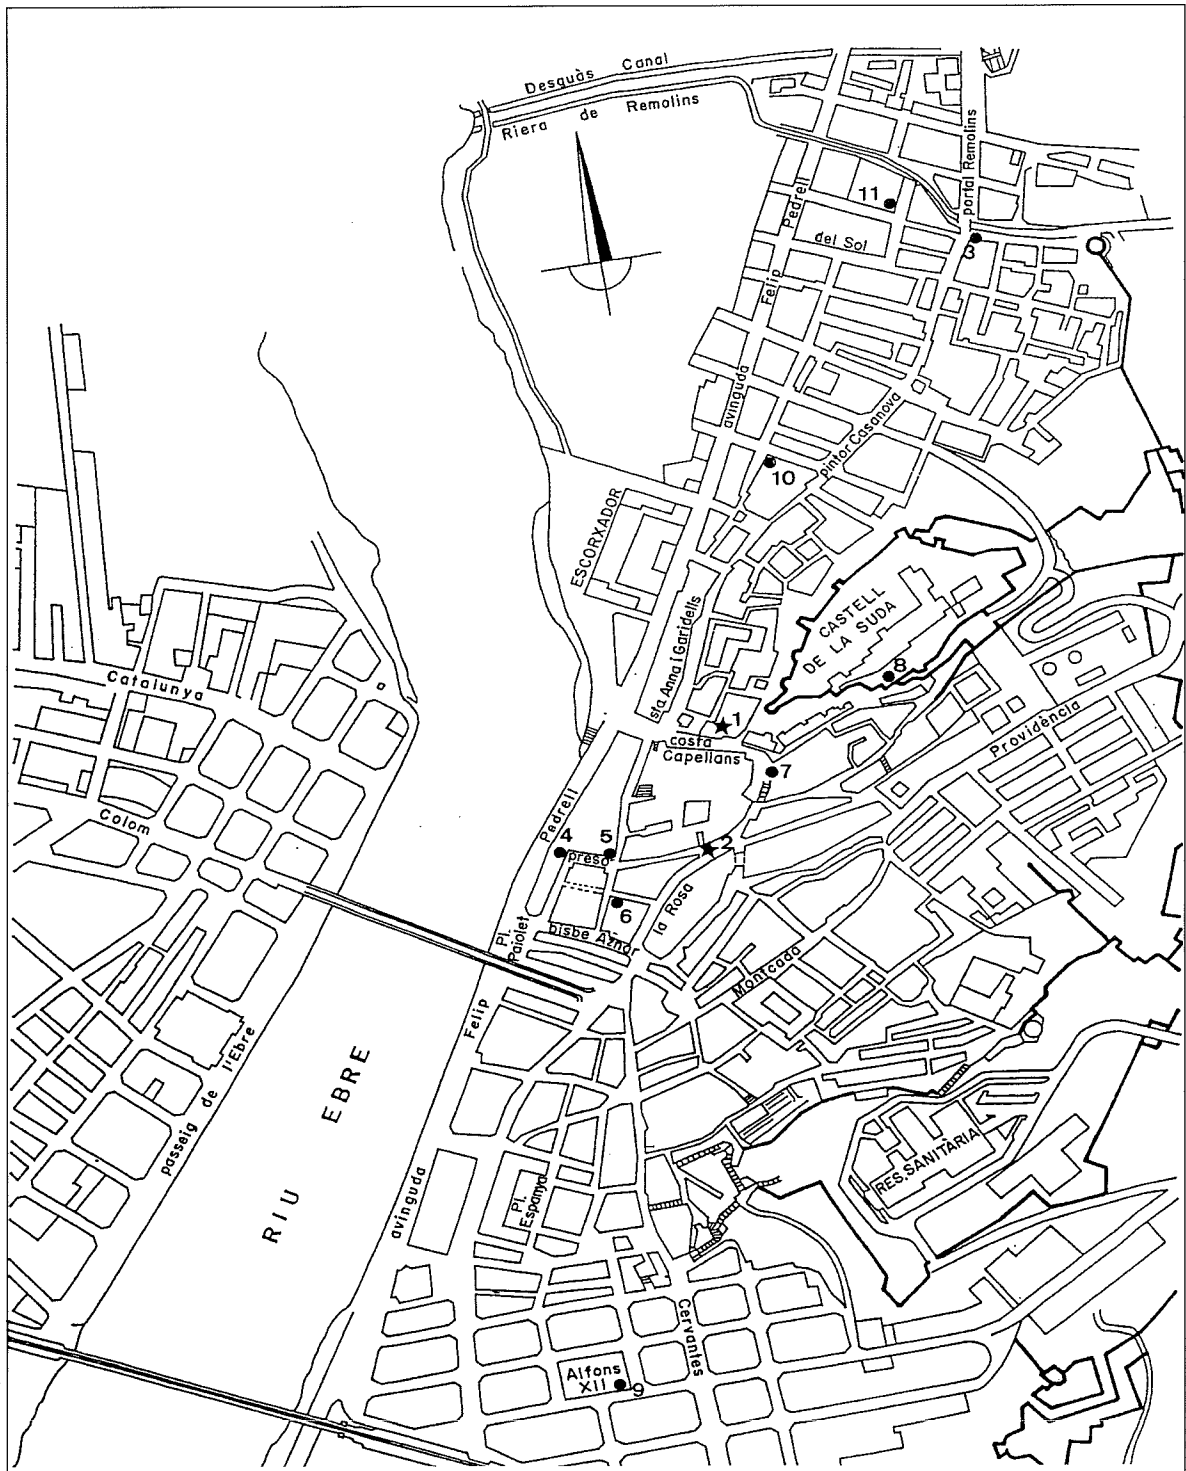 Desguàs Canal
Riera de Remolins
portal Remolins
11
Pedrell
del Sol
3
Felip
avinguda
pintor Casanova
10
ESCORXADOR
CASTELL
DE LA SUDA
sta. Anna i Garidells
8
Catalunya
1
Providència
costa
Capellans
7
Pedrell
Colom
4
5
preso
2
6
la Rosa
Pl.
Paiolet
bisbe Aznar
Montcada
Felip
passeig de
l'Ebre
RIU EBRE
RES. SANITÀRIA
avinguda
Pl.
Espanya
Cervantes
Alfons
XII
9